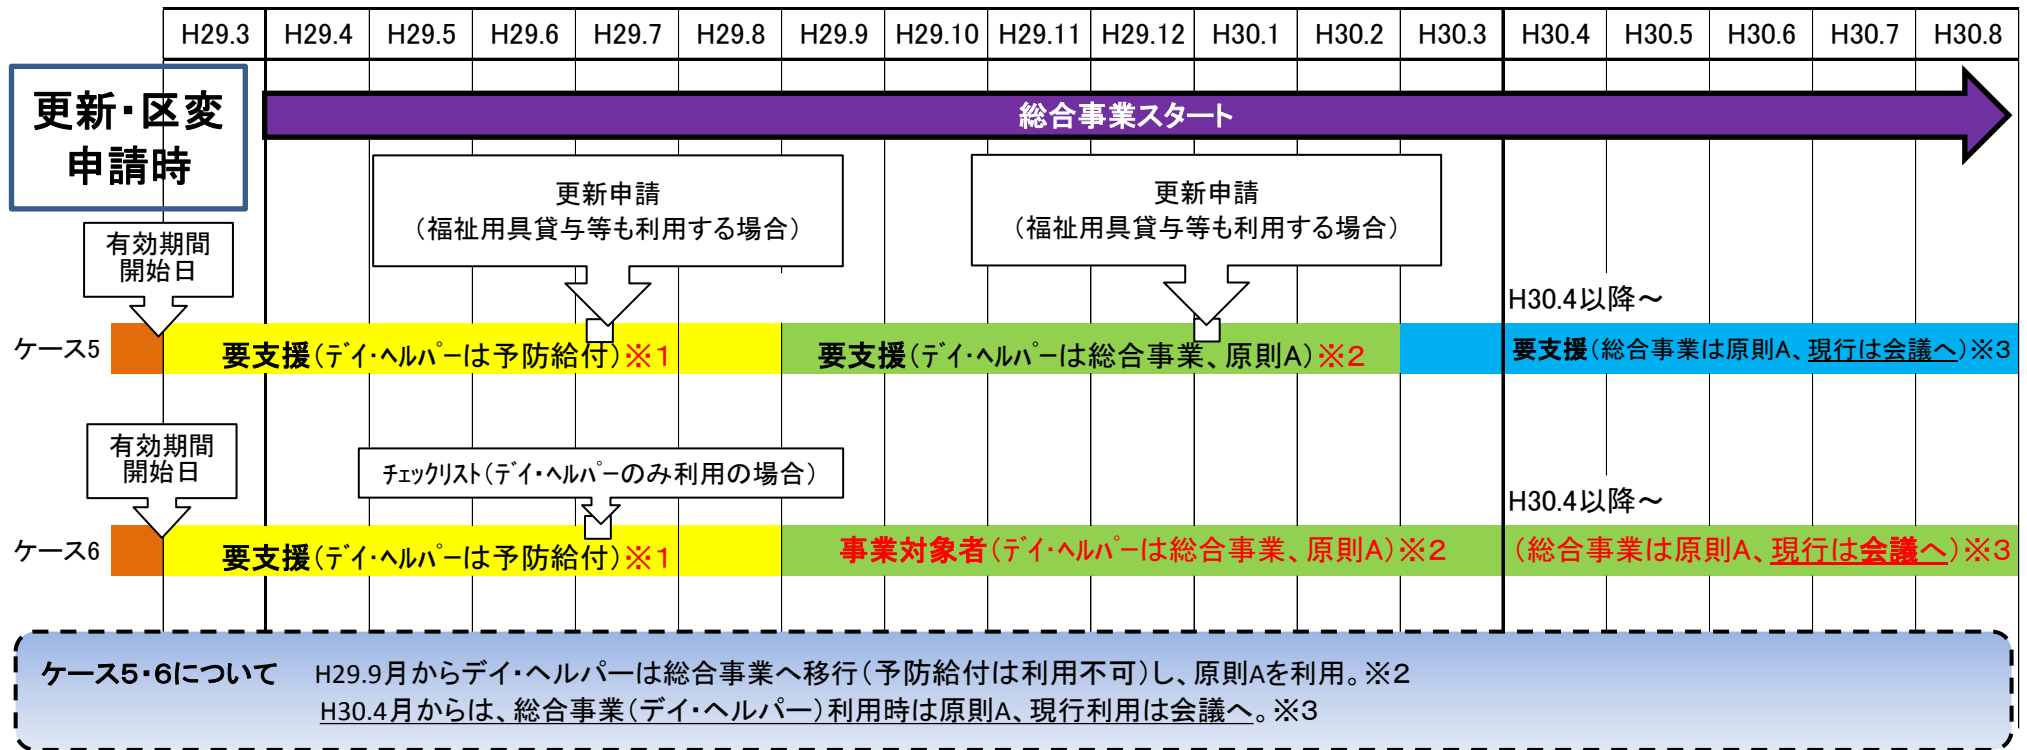 H29.3 H29.4 H29.5 H29.6 H29.7 H29.8 H29.9 H29.10 H29.11 H29.12 H30.1 H30.2 H30.3 H30.4 H30.5 H30.6 H30.7 H30.8
更新・区変
申請時
総合事業スタート
更新申請
（福祉用具貸与等も利用する場合）
更新申請
（福祉用具貸与等も利用する場合）
有効期間
開始日
H30.4以降～
ケース5
要支援（デイ・ヘルパーは予防給付）※1
要支援（デイ・ヘルパーは総合事業、原則A）※2
要支援（総合事業は原則A、現行は会議へ）※3
有効期間
開始日
チェックリスト（デイ・ヘルパーのみ利用の場合）
H30.4以降～
ケース6
要支援（デイ・ヘルパーは予防給付）※1
事業対象者（デイ・ヘルパーは総合事業、原則A）※2
（総合事業は原則A、現行は会議へ）※3
ケース5・6について H29.9月からデイ・ヘルパーは総合事業へ移行（予防給付は利用不可）し、原則Aを利用。※2
H30.4月からは、総合事業（デイ・ヘルパー）利用時は原則A、現行利用は会議へ。※3